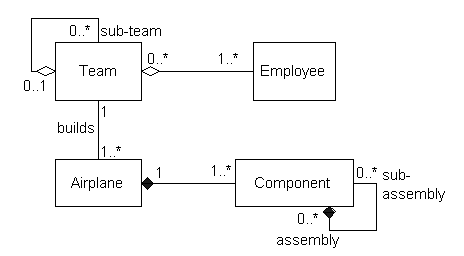 0..* sub-team
Team
0..*
1..*
Employee
0..1
1
builds
1..*
Airplane
1
1..*
Component
0..* sub-
assembly
0..*
assembly